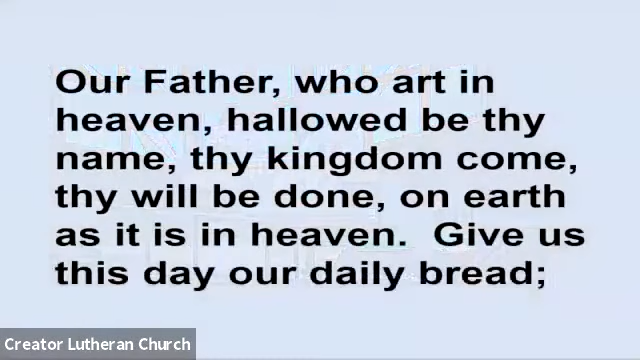 Our Father, who art in
heaven, hallowed be thy
name, thy kingdom come,
thy will be done, on earth
as it is in heaven.  Give us
this day our daily bread;
Creator Lutheran Church